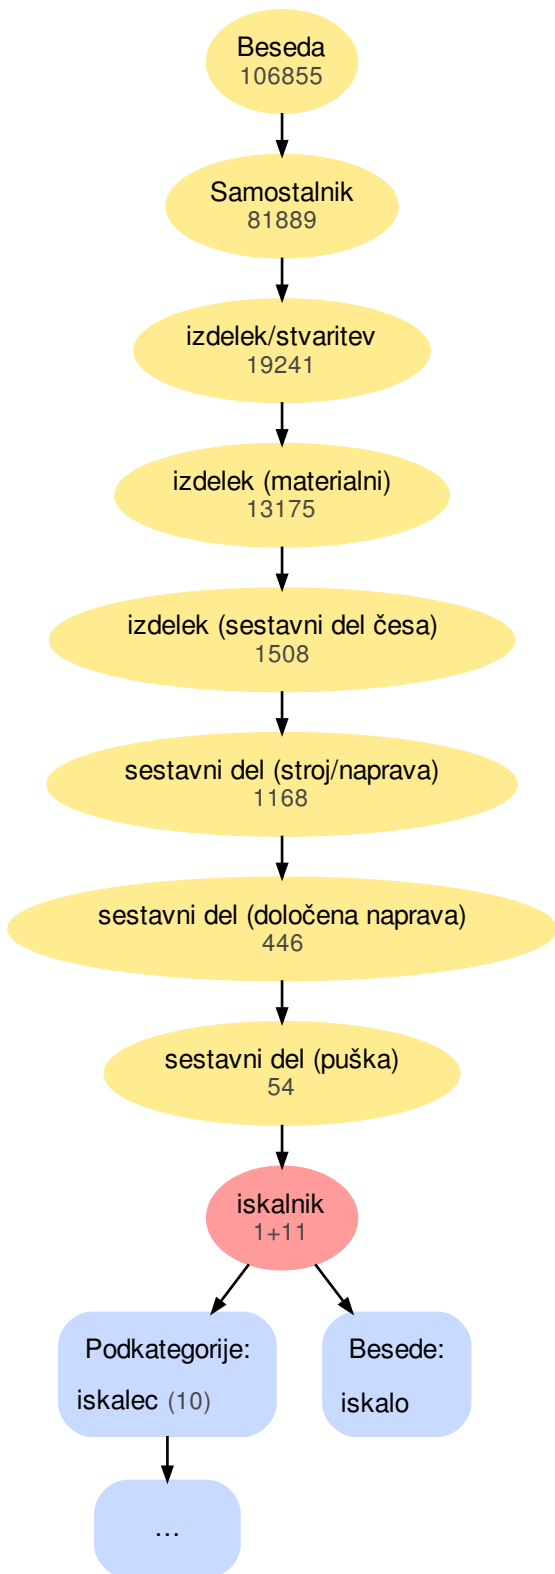 Beseda
106855
Samostalnik
81889
izdelek/stvaritev
19241
izdelek (materialni)
13175
izdelek (sestavni del česa)
1508
sestavni del (stroj/naprava)
1168
sestavni del (določena naprava)
446
sestavni del (puška)
54
iskalnik
1+11
Podkategorije:
iskalec (10)
Besede:
iskalo
...